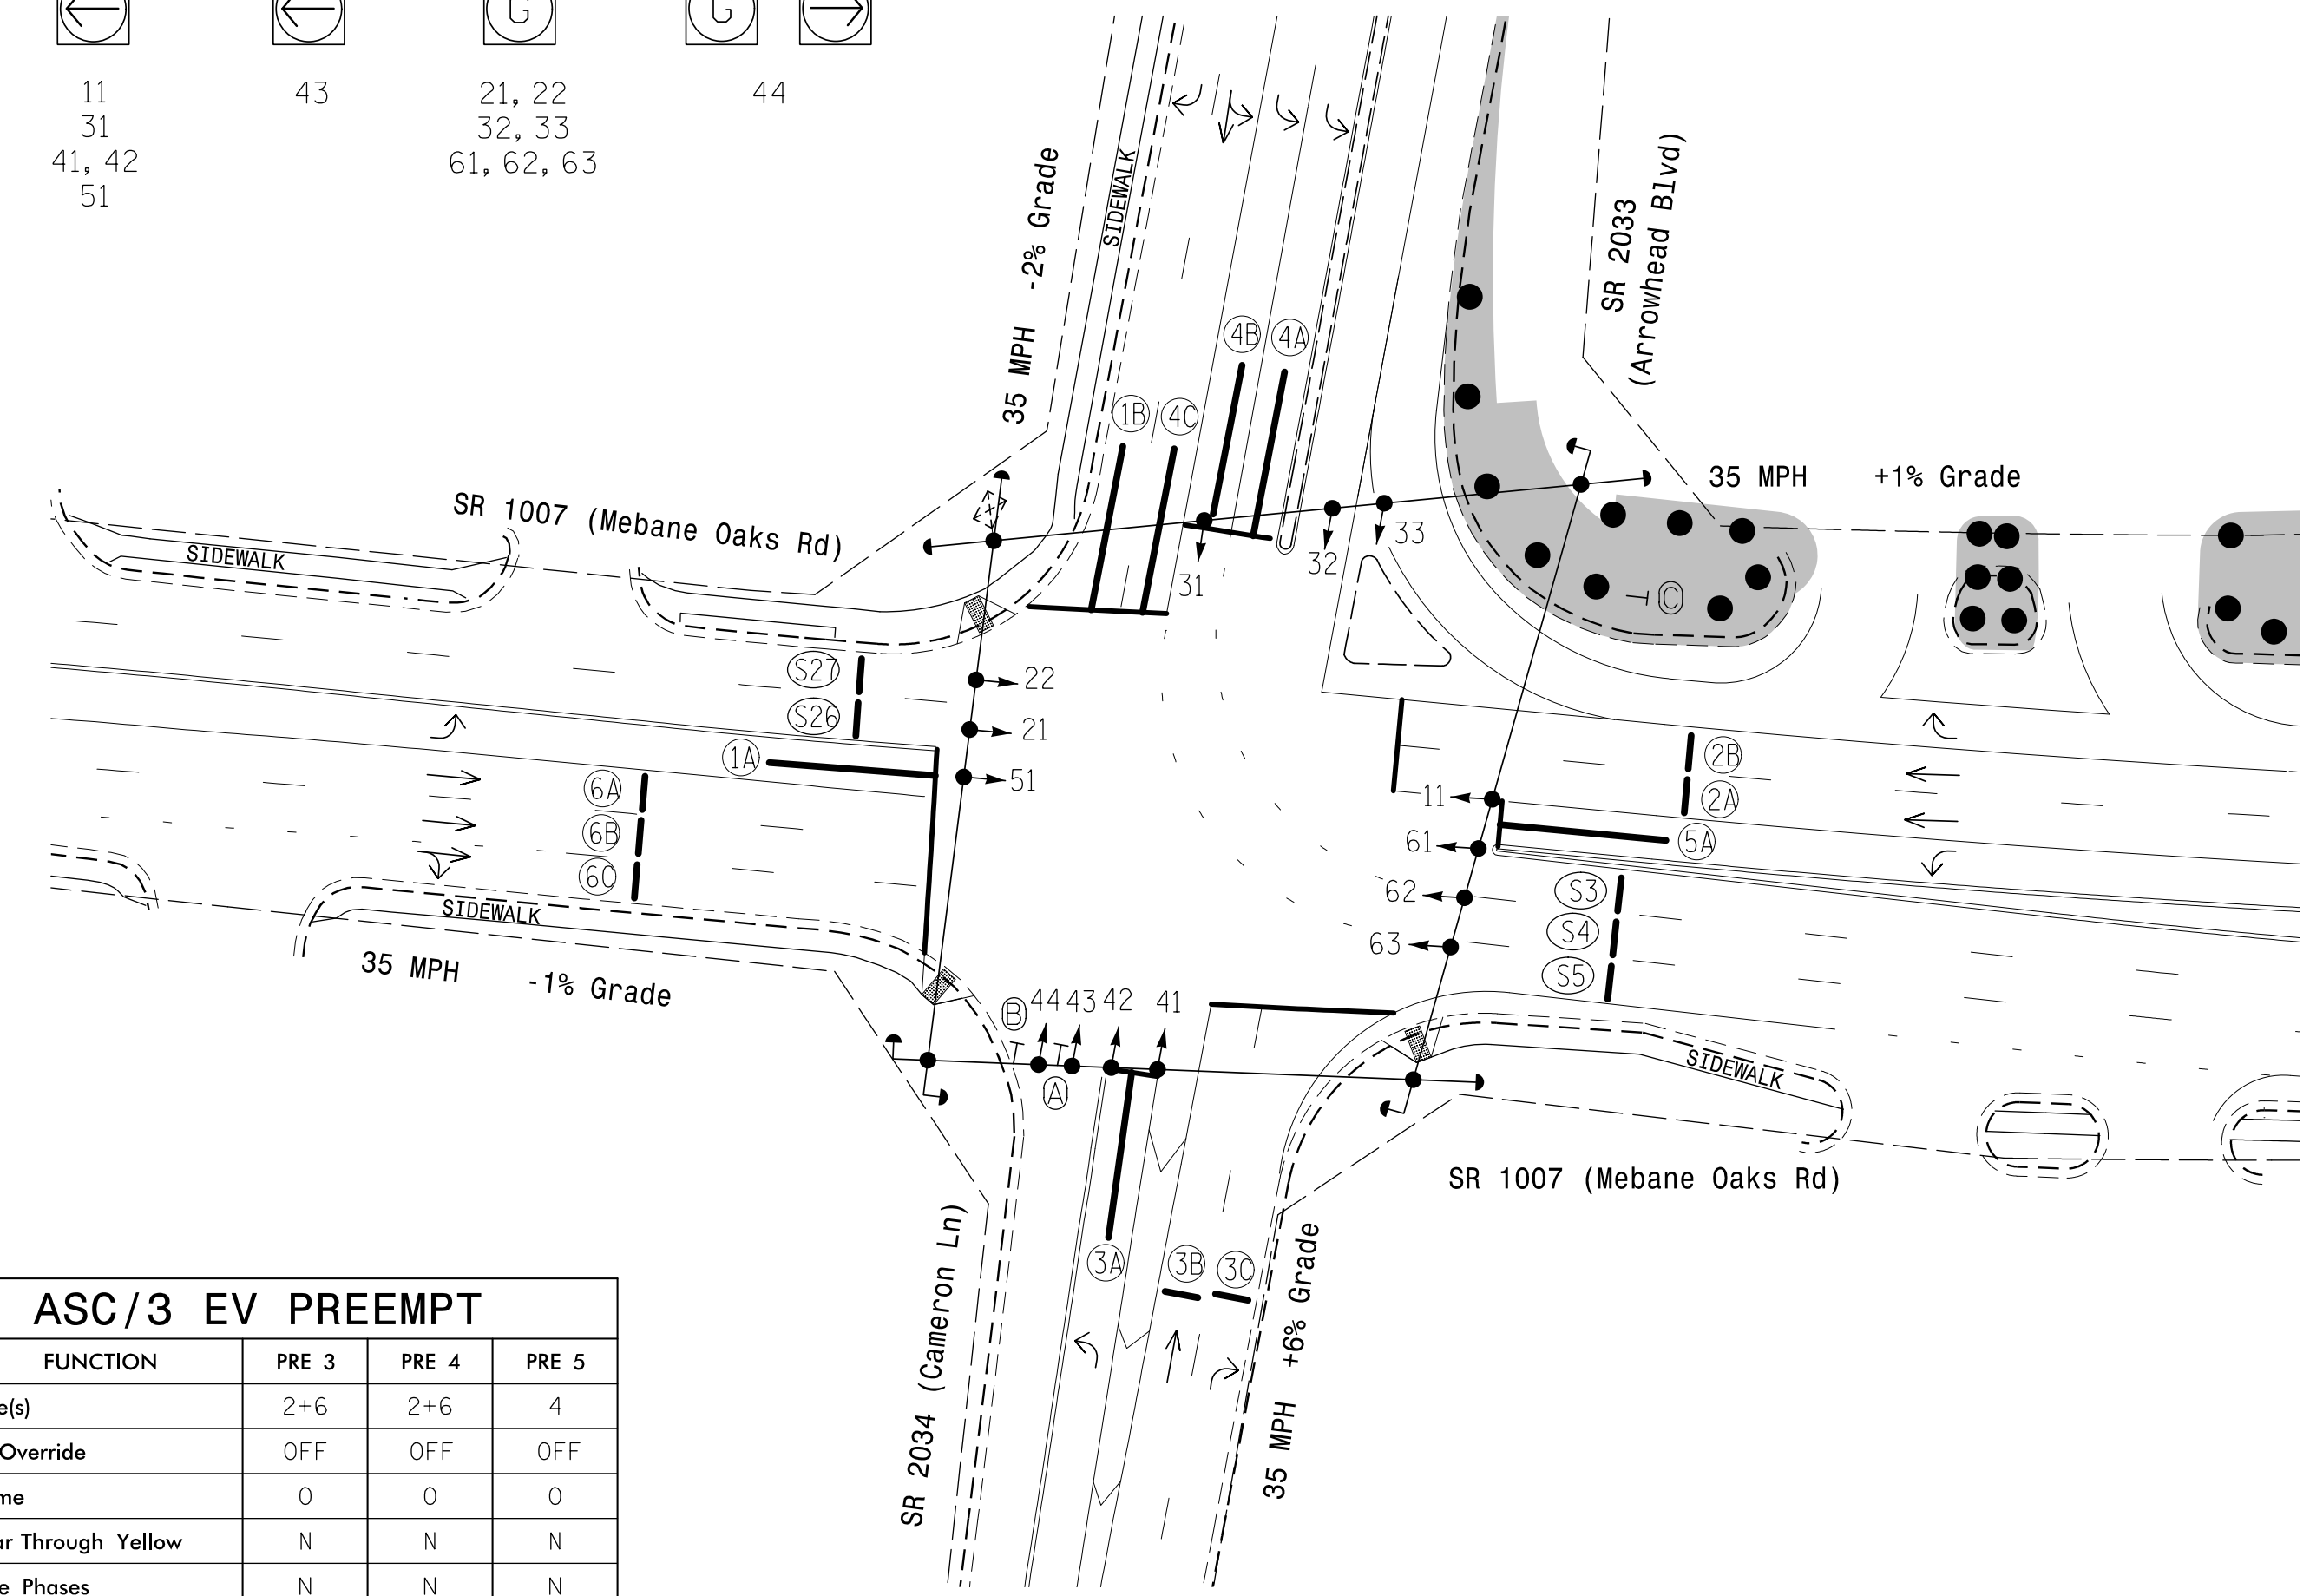 G
G
11
31
41, 42
51
43
21, 22
32, 33
61, 62, 63
44
35 MPH -2% Grade
SIDEWALK
SR 2033
(Arrowhead Blvd)
4B
4A
1B
4C
35 MPH +1% Grade
SR 1007 (Mebane Oaks Rd)
SIDEWALK
31
32
33
C
S27
22
S26
21
1A
51
6A
6B
6C
2B
11
2A
61
5A
62
S3
63
S4
S5
SIDEWALK
35 MPH -1% Grade
B
44
43
42
41
A
SIDEWALK
SR 1007 (Mebane Oaks Rd)
3A
3B
3C
SR 2034 (Cameron Ln)
35 MPH +6% Grade
ASC/3 EV PREEMPT
FUNCTION PRE 3 PRE 4 PRE 5
e(s) 2+6 2+6 4
Override OFF OFF OFF
me 0 0 0
ar Through Yellow N N N
e Phases N N N